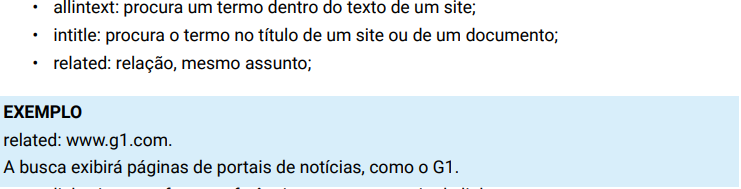 • allintext: procura um termo dentro do texto de um site;
• intitle: procura o termo no título de um site ou de um documento;
• related: relação, mesmo assunto;
EXEMPLO
related: www.g1.com.
A busca exibirá páginas de portais de notícias, como o G1.